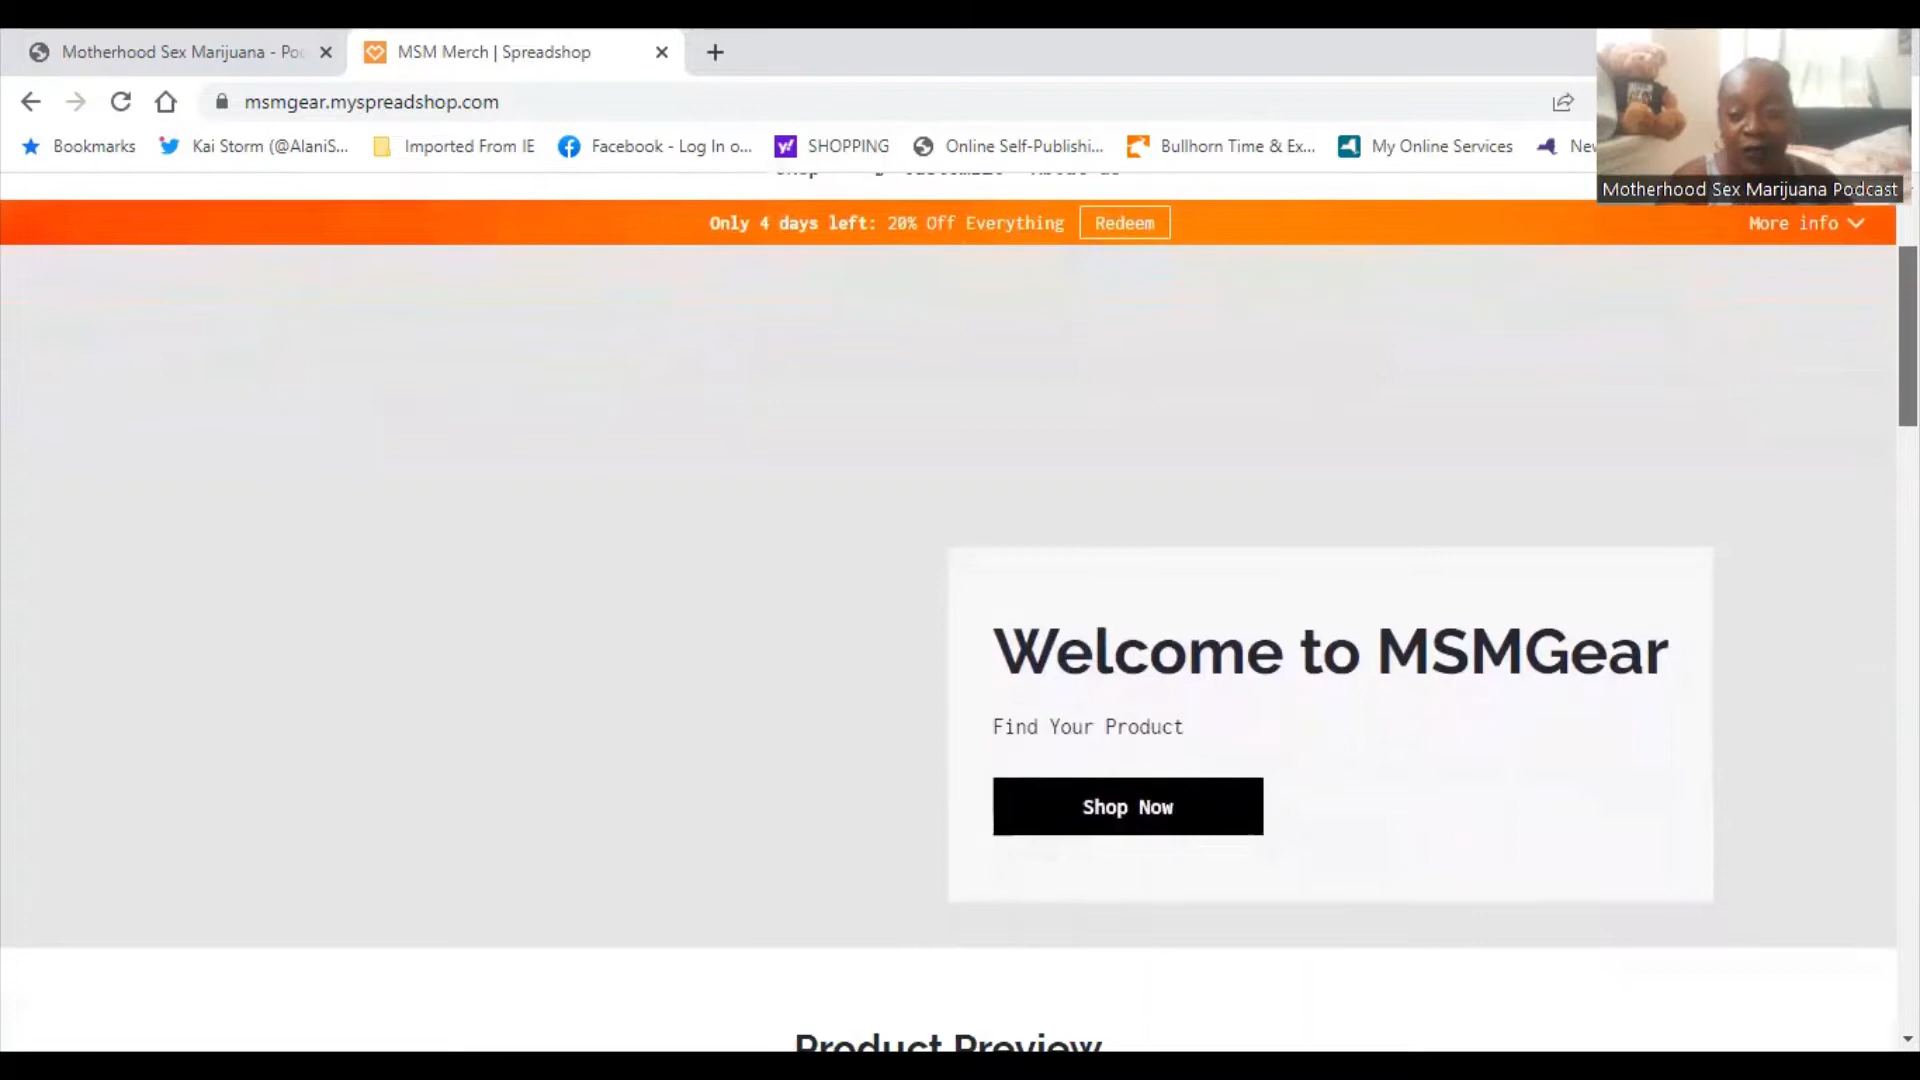 Motherhood Sex Marijuana - Po
MSM Merch | Spreadshop
msmgear.myspreadshop.com
Bookmarks
Kai Storm (@AlaniS...
Imported From IE
Facebook - Log In o...
SHOPPING
Online Self-Publishi...
Bullhorn Time & Ex...
My Online Services
Motherhood Sex Marijuana Podcast
Only 4 days left: 20% Off Everything
Redeem
More info
Welcome to MSMGear
Find Your Product
Shop Now
Product Preview